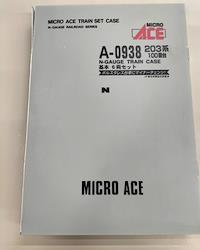 MICRO ACE TRAIN SET CASE
N-GAUGE RAILROAD SERIES
MICRO
ACE
A-0938 203系
100番台
N-GAUGE TRAIN CASE
基本 6両セット
N
MICRO ACE